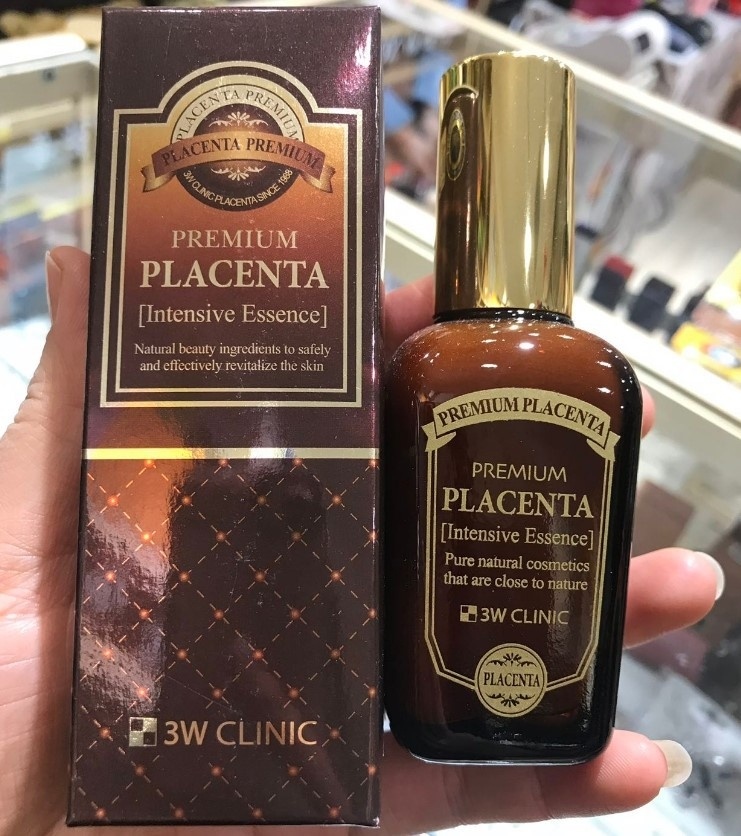 PLACENTA PREMIUM
PLACENTA PREMIUM
3W CLINIC PLACENTA SINCE 1968
PREMIUM
PLACENTA
[Intensive Essence]
Natural beauty ingredients to safely
and effectively revitalize the skin
3W CLINIC
PREMIUM PLACENTA
PREMIUM
PLACENTA
[Intensive Essence]
Pure natural cosmetics
that are close to nature
3W CLINIC
PLACENTA